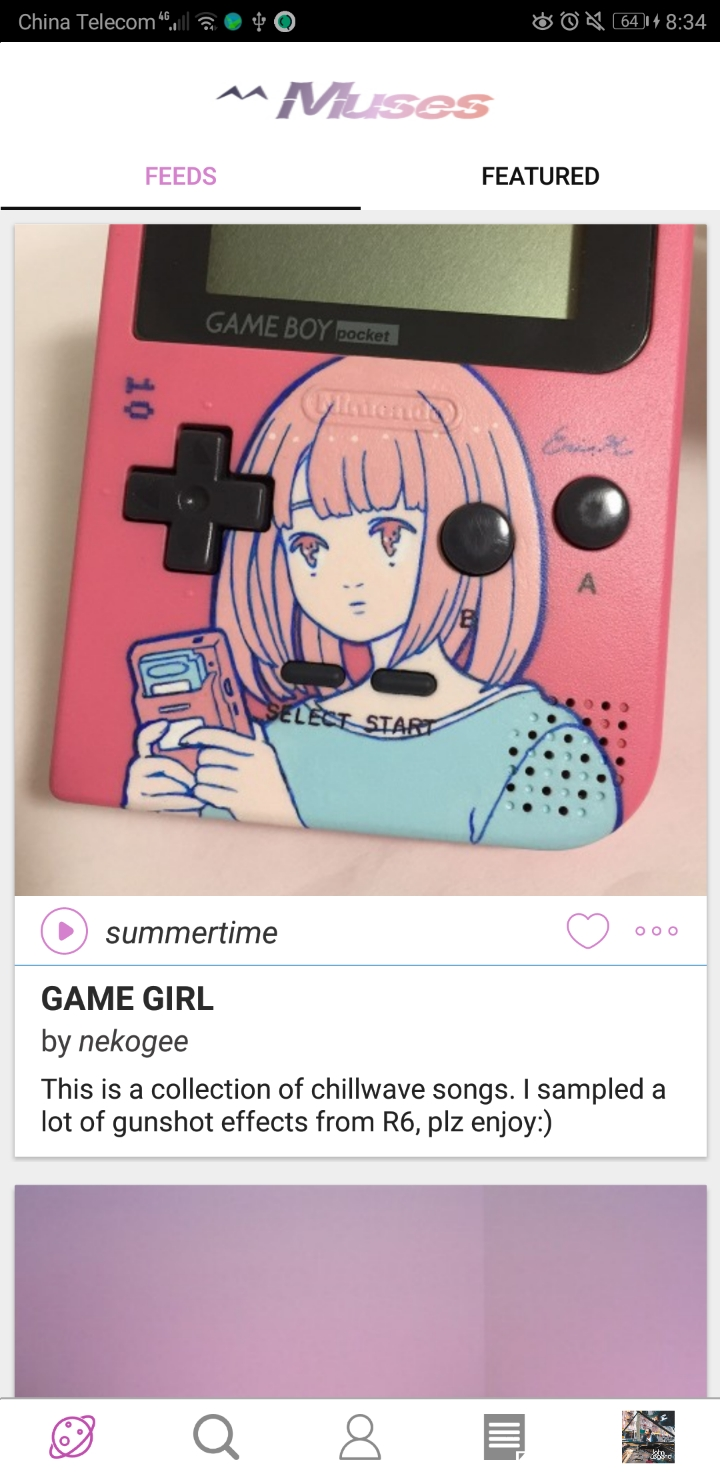 China Telecom 4G 64 8:34
Muses
FEEDS FEATURED
GAME BOY pocket
Nintendo
A
B
SELECT START
summertime
GAME GIRL
by nekogee
This is a collection of chillwave songs. I sampled a
lot of gunshot effects from R6, plz enjoy:)